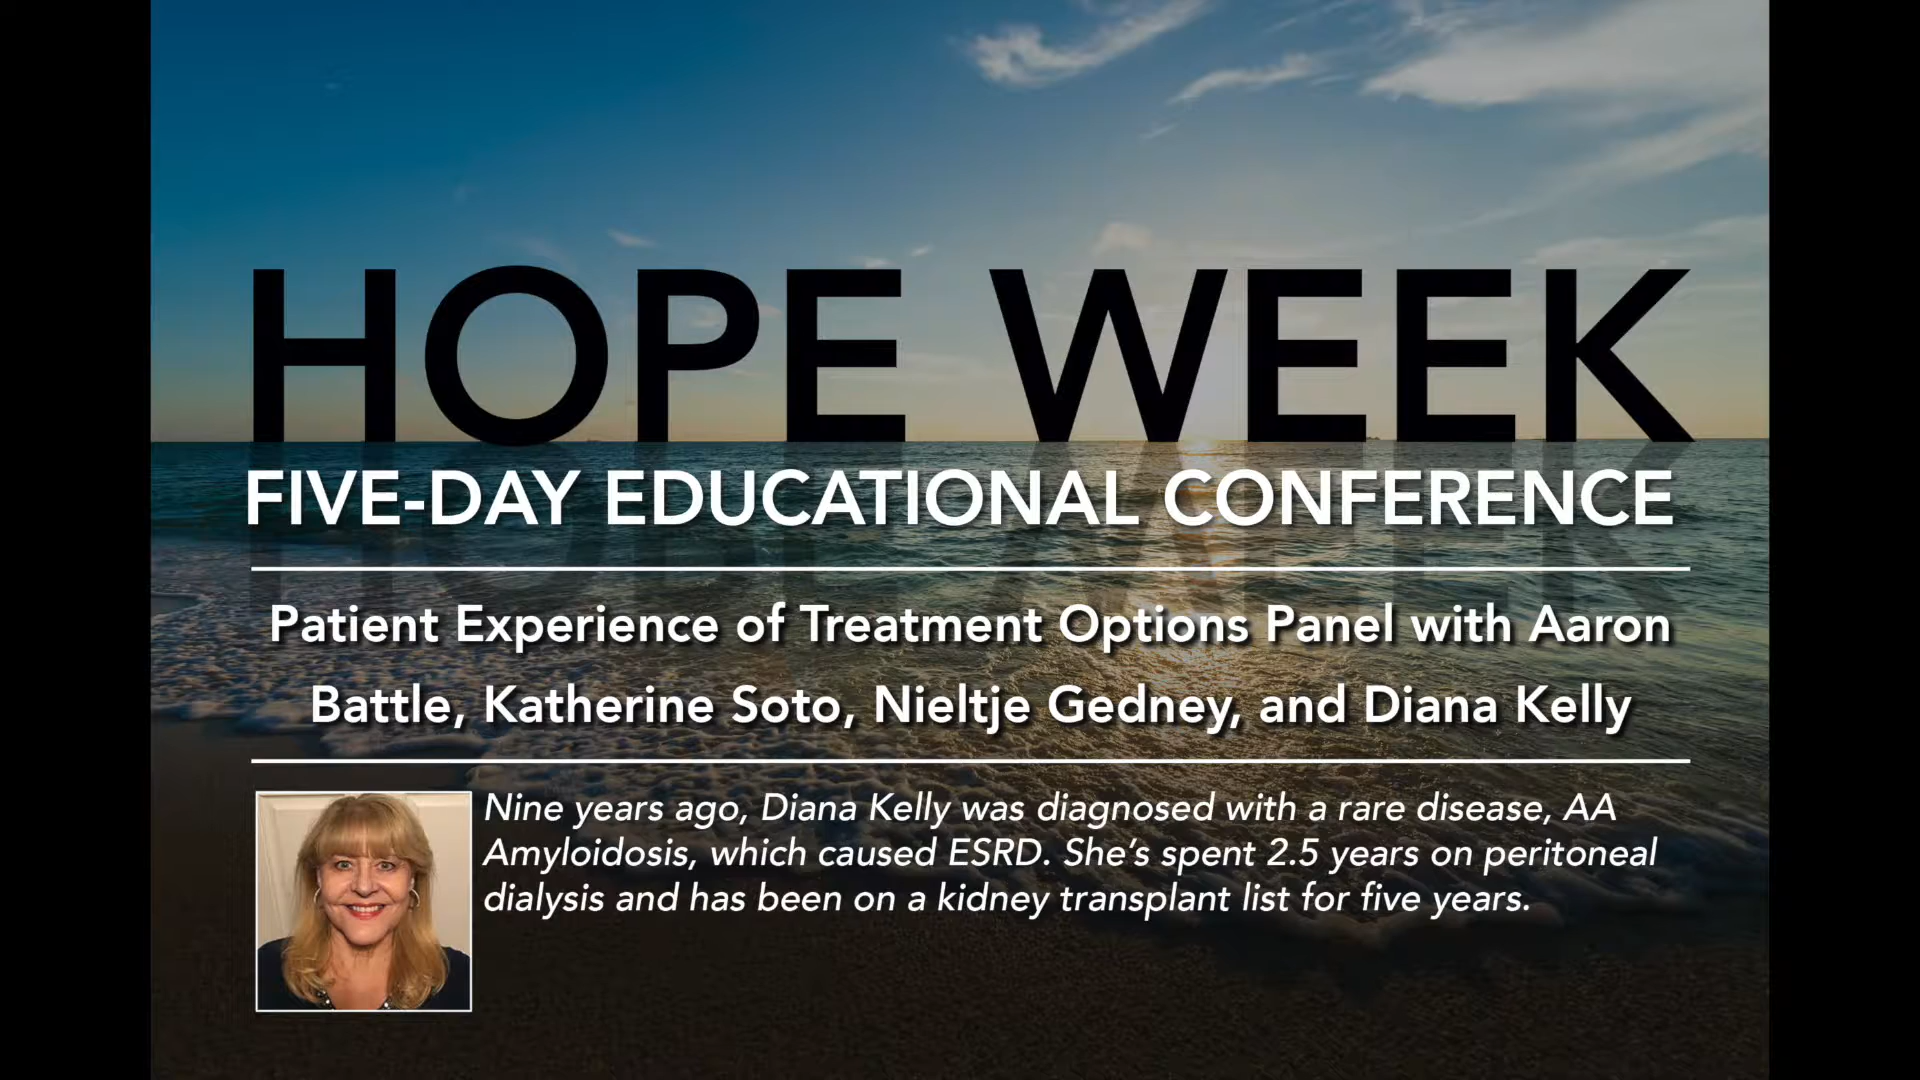 HOPE WEEK
FIVE-DAY EDUCATIONAL CONFERENCE
Patient Experience of Treatment Options Panel with Aaron
Battle, Katherine Soto, Nieltje Gedney, and Diana Kelly
Nine years ago, Diana Kelly was diagnosed with a rare disease, AA
Amyloidosis, which caused ESRD. She’s spent 2.5 years on peritoneal
dialysis and has been on a kidney transplant list for five years.